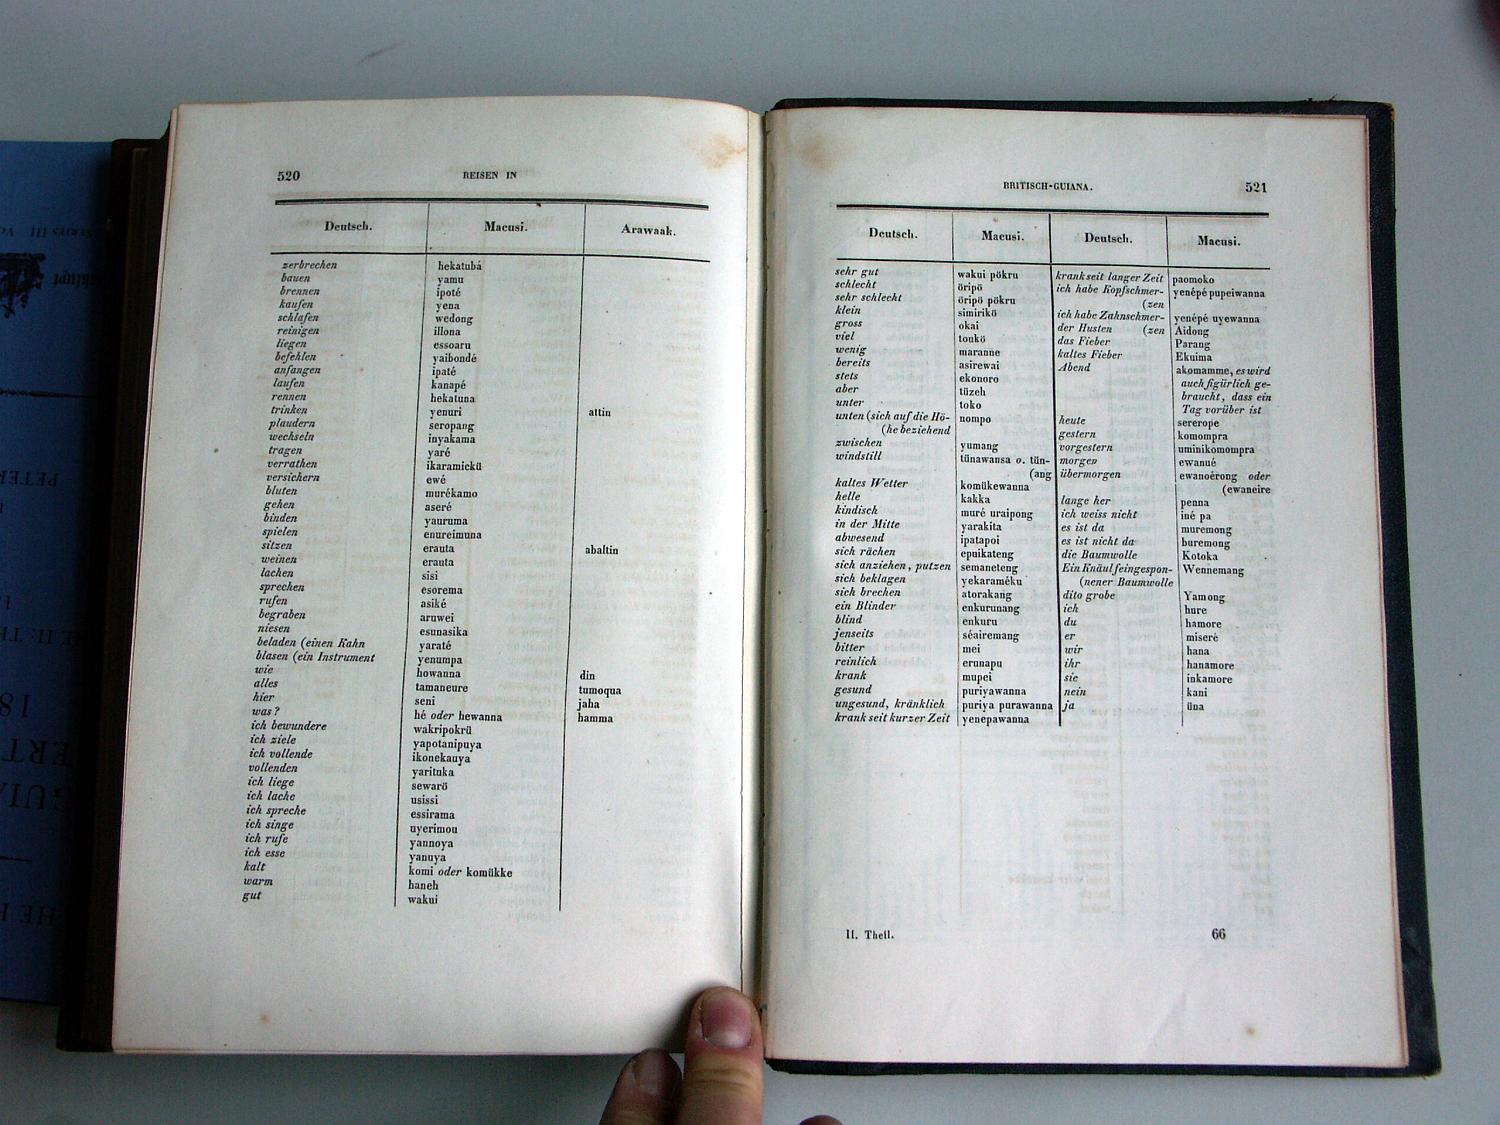 520
REISEN IN
Deutsch. Macusi. Arawaak.
zerbrechen hekatubá
bauen yamu
brennen ipoté
kaufen yena
schlafen wedong
reinigen illona
liegen essoaru
befehlen yaibondé
anfangen ipaté
laufen kanapé
rennen hekatuna
trinken yenuri attin
plaudern seropang
wechseln inyakama
tragen yaré
verrathen ikaramickü
versichern ewé
bluten murékamo
gehen aseré
binden yauruma
spielen enureimuna
sitzen erauta abaltin
weinen erauta
lachen sisi
sprechen esorema
rufen asiké
begraben aruwei
niesen esunasika
beladen (einen Kahn yaraté
blasen (ein Instrument yenumpa
wie howanna din
alles tamaneure tumoqua
hier seni jaha
was? hé oder hewanna hamma
ich bewundere wakripokrü
ich ziele yapotanipuya
ich vollende ikonekauya
vollenden yarituka
ich liege sewarö
ich lache usissi
ich spreche essirama
ich singe uyerimou
ich rufe yannoya
ich esse yanuya
kalt komi oder komükke
warm haneh
gut wakui
BRITISCH-GUIANA.
521
Deutsch. Macusi. Deutsch. Macusi.
sehr gut wakui pökru
schlecht öripö
sehr schlecht öripö pökru
klein simirikö
gross okai
viel toukö
wenig maranne
bereits asirewai
stets ekonoro
aber tüzeh
unter toko
unten (sich auf die Hö- nompo
(he beziehend
zwischen yumang
windstill tünawansa o. tün-
(ang
kaltes Wetter komükewanna
helle kakka
kindisch muré uraipong
in der Mitte yarakita
abwesend ipatapoi
sich rächen epuikateng
sich anziehen, putzen semaneteng
sich beklagen yekaraméku
sich brechen atorakang
ein Blinder enkurunang
blind enkuru
jenseits séairemang
bitter mei
reinlich erunapu
krank mupei
gesund puriyawanna
ungesund, kränklich puriya purawanna
krank seit kurzer Zeit yenepawanna
krank seit langer Zeit paomoko
ich habe Kopfschmer- yenépé pupeiwanna
(zen
ich habe Zahnschmer- yenépé uyewanna
der Husten (zen Aidong
das Fieber Parang
kaltes Fieber Ekuima
Abend akomamme, es wird
auch figürlich ge-
braucht, dass ein
Tag vorüber ist
heute sererope
gestern komompra
vorgestern uminikomompra
morgen ewanué
übermorgen ewanoérong oder
(ewaneire
lange her penna
ich weiss nicht iné pa
es ist da muremong
es ist nicht da buremong
die Baumwolle Kotoka
Ein Knäul feingespon- Wennemang
(nener Baumwolle
dito grobe Yamong
ich hure
du hamore
er miseré
wir hana
ihr hanamore
sie inkamore
nein kani
ja üna
II. Theil.
66